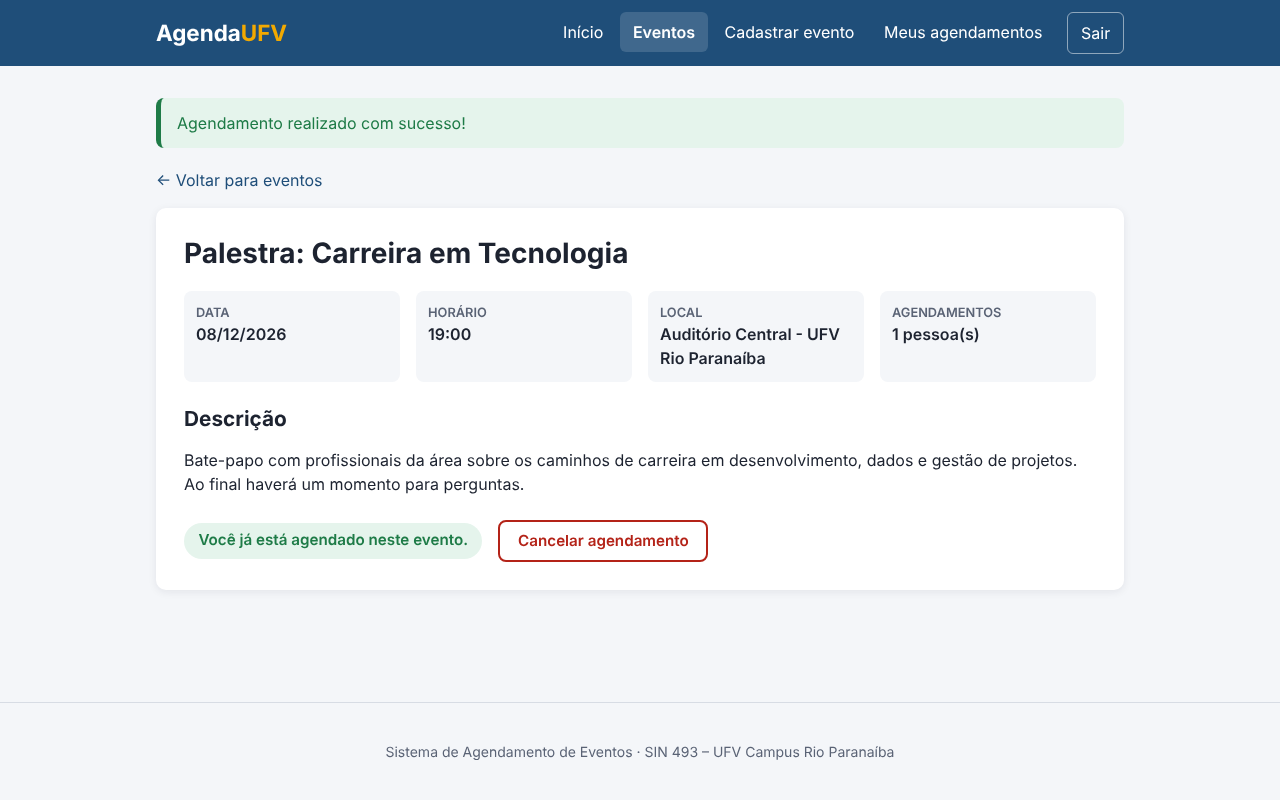 AgendaUFV
Início
Eventos
Cadastrar evento
Meus agendamentos
Sair
Agendamento realizado com sucesso!
← Voltar para eventos
Palestra: Carreira em Tecnologia
DATA
08/12/2026
HORÁRIO
19:00
LOCAL
Auditório Central - UFV
Rio Paranaíba
AGENDAMENTOS
1 pessoa(s)
Descrição
Bate-papo com profissionais da área sobre os caminhos de carreira em desenvolvimento, dados e gestão de projetos.
Ao final haverá um momento para perguntas.
Você já está agendado neste evento.
Cancelar agendamento
Sistema de Agendamento de Eventos · SIN 493 – UFV Campus Rio Paranaíba